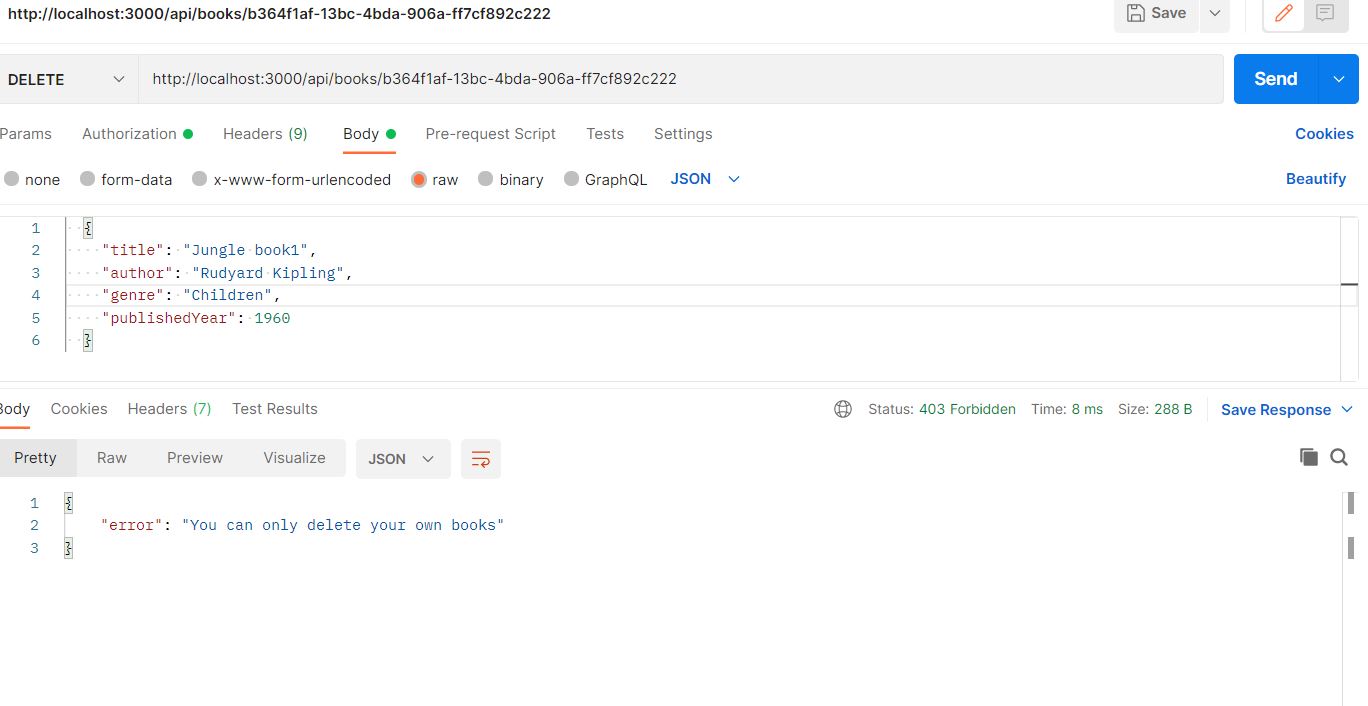 http://localhost:3000/api/books/b364f1af-13bc-4bda-906a-ff7cf892c222 Save
DELETE http://localhost:3000/api/books/b364f1af-13bc-4bda-906a-ff7cf892c222 Send
Params Authorization Headers (9) Body Pre-request Script Tests Settings Cookies
none form-data x-www-form-urlencoded raw binary GraphQL JSON Beautify
1 {
2 "title": "Jungle book1",
3 "author": "Rudyard Kipling",
4 "genre": "Children",
5 "publishedYear": 1960
6 }
Body Cookies Headers (7) Test Results Status: 403 Forbidden Time: 8 ms Size: 288 B Save Response
Pretty Raw Preview Visualize JSON
1 {
2 "error": "You can only delete your own books"
3 }